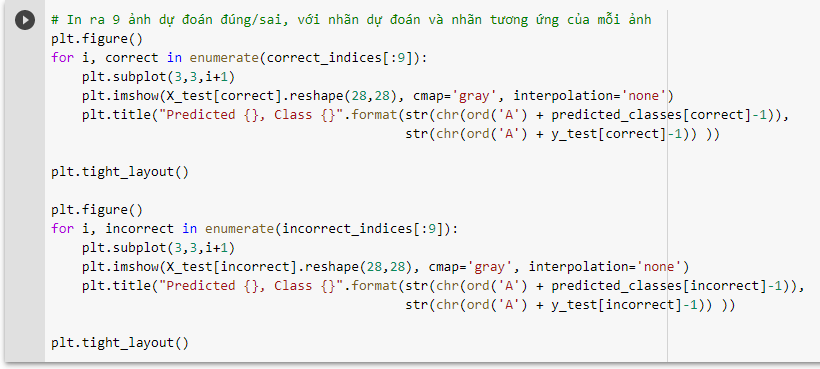 # In ra 9 ảnh dự đoán đúng/sai, với nhãn dự đoán và nhãn tương ứng của mỗi ảnh
plt.figure()
for i, correct in enumerate(correct_indices[:9]):
    plt.subplot(3,3,i+1)
    plt.imshow(X_test[correct].reshape(28,28), cmap='gray', interpolation='none')
    plt.title("Predicted {}, Class {}".format(str(chr(ord('A') + predicted_classes[correct]-1)),
                                              str(chr(ord('A') + y_test[correct]-1)) ))

plt.tight_layout()

plt.figure()
for i, incorrect in enumerate(incorrect_indices[:9]):
    plt.subplot(3,3,i+1)
    plt.imshow(X_test[incorrect].reshape(28,28), cmap='gray', interpolation='none')
    plt.title("Predicted {}, Class {}".format(str(chr(ord('A') + predicted_classes[incorrect]-1)),
                                              str(chr(ord('A') + y_test[incorrect]-1)) ))

plt.tight_layout()